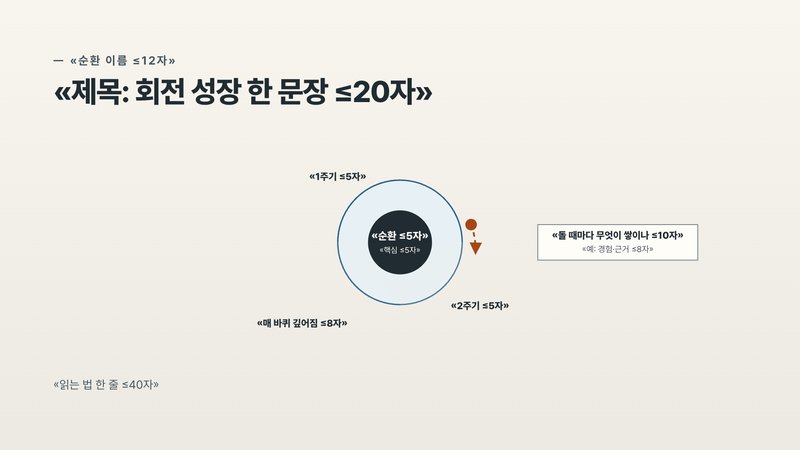 — «순환 이름 ≤12자»
«제목: 회전 성장 한 문장 ≤20자»
«1주기 ≤5자»
«순환 ≤5자»
«핵심 ≤5자»
«돌 때마다 무엇이 쌓이나 ≤10자»
«예: 경험·근거 ≤8자»
«2주기 ≤5자»
«매 바퀴 깊어짐 ≤8자»
«읽는 법 한 줄 ≤40자»